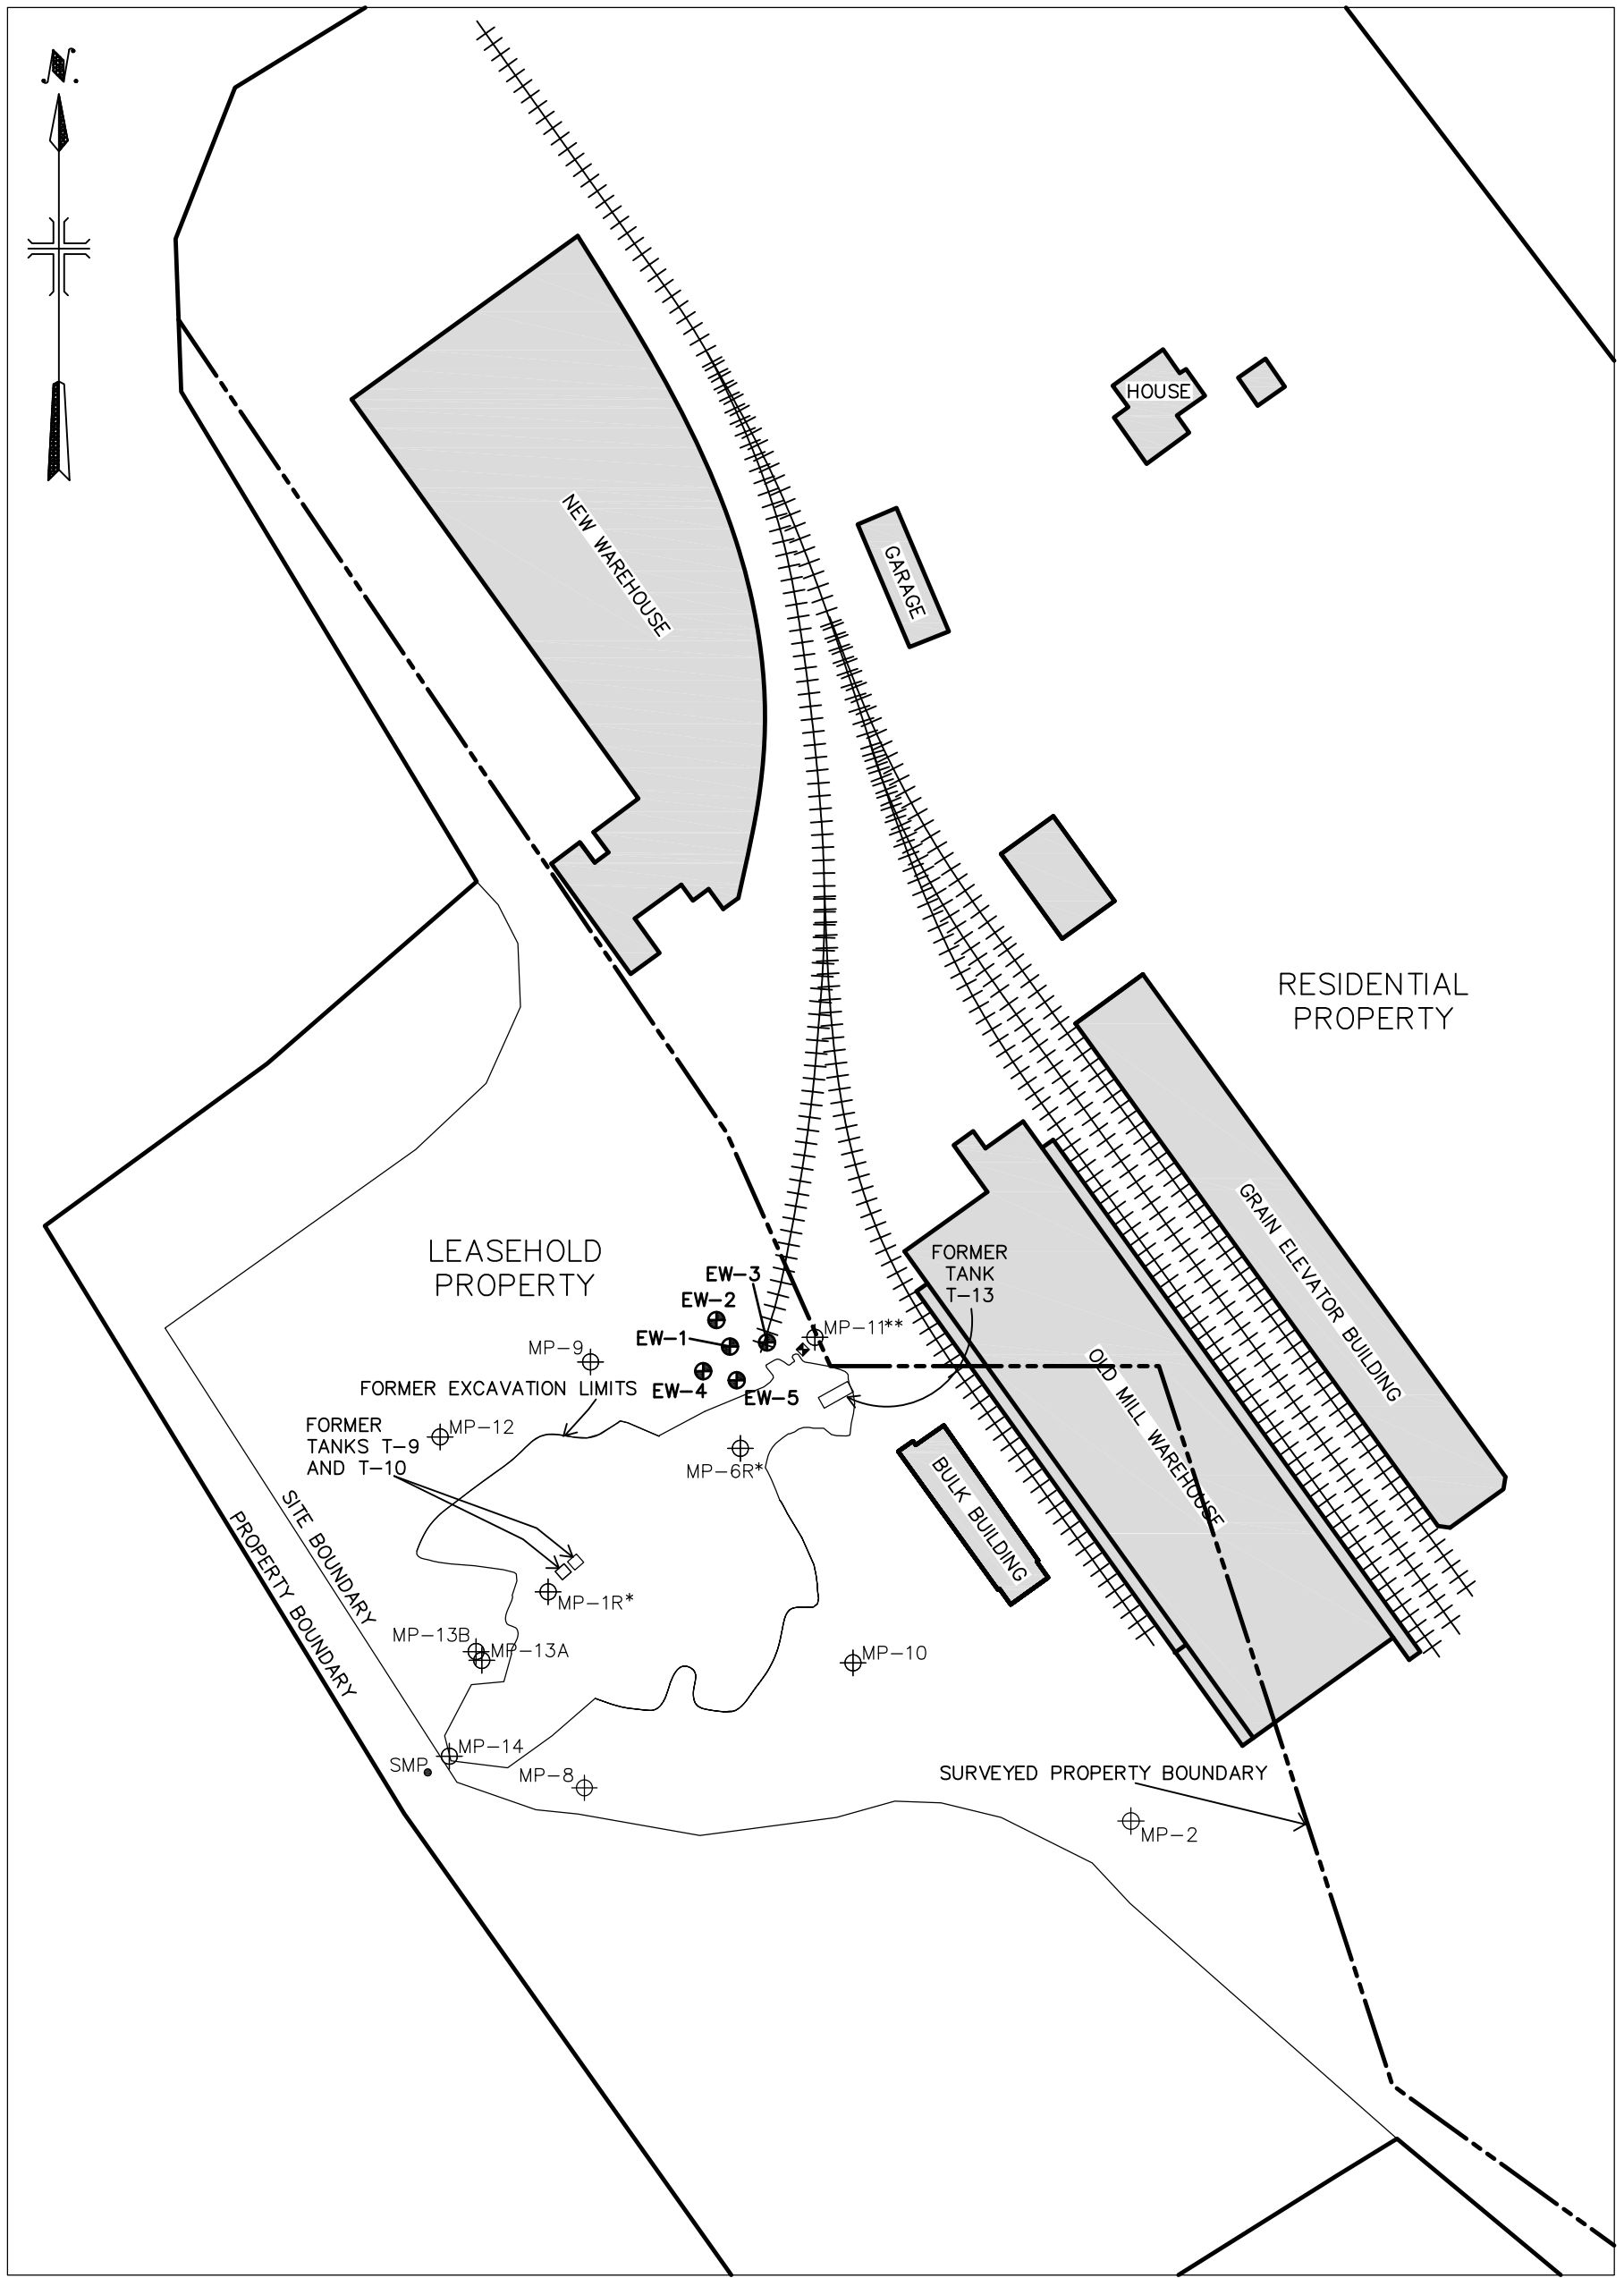 N.
HOUSE
NEW WAREHOUSE
GARAGE
RESIDENTIAL
PROPERTY
GRAIN ELEVATOR BUILDING
LEASEHOLD
PROPERTY
FORMER
TANK
T-13
EW-3
EW-2
EW-1
MP-11**
MP-9
EW-4
EW-5
OLD MILL WAREHOUSE
FORMER EXCAVATION LIMITS
FORMER
TANKS T-9
AND T-10
MP-12
MP-6R*
BULK BUILDING
SITE BOUNDARY
PROPERTY BOUNDARY
MP-1R*
MP-13B
MP-13A
MP-10
MP-14
SMP
MP-8
SURVEYED PROPERTY BOUNDARY
MP-2